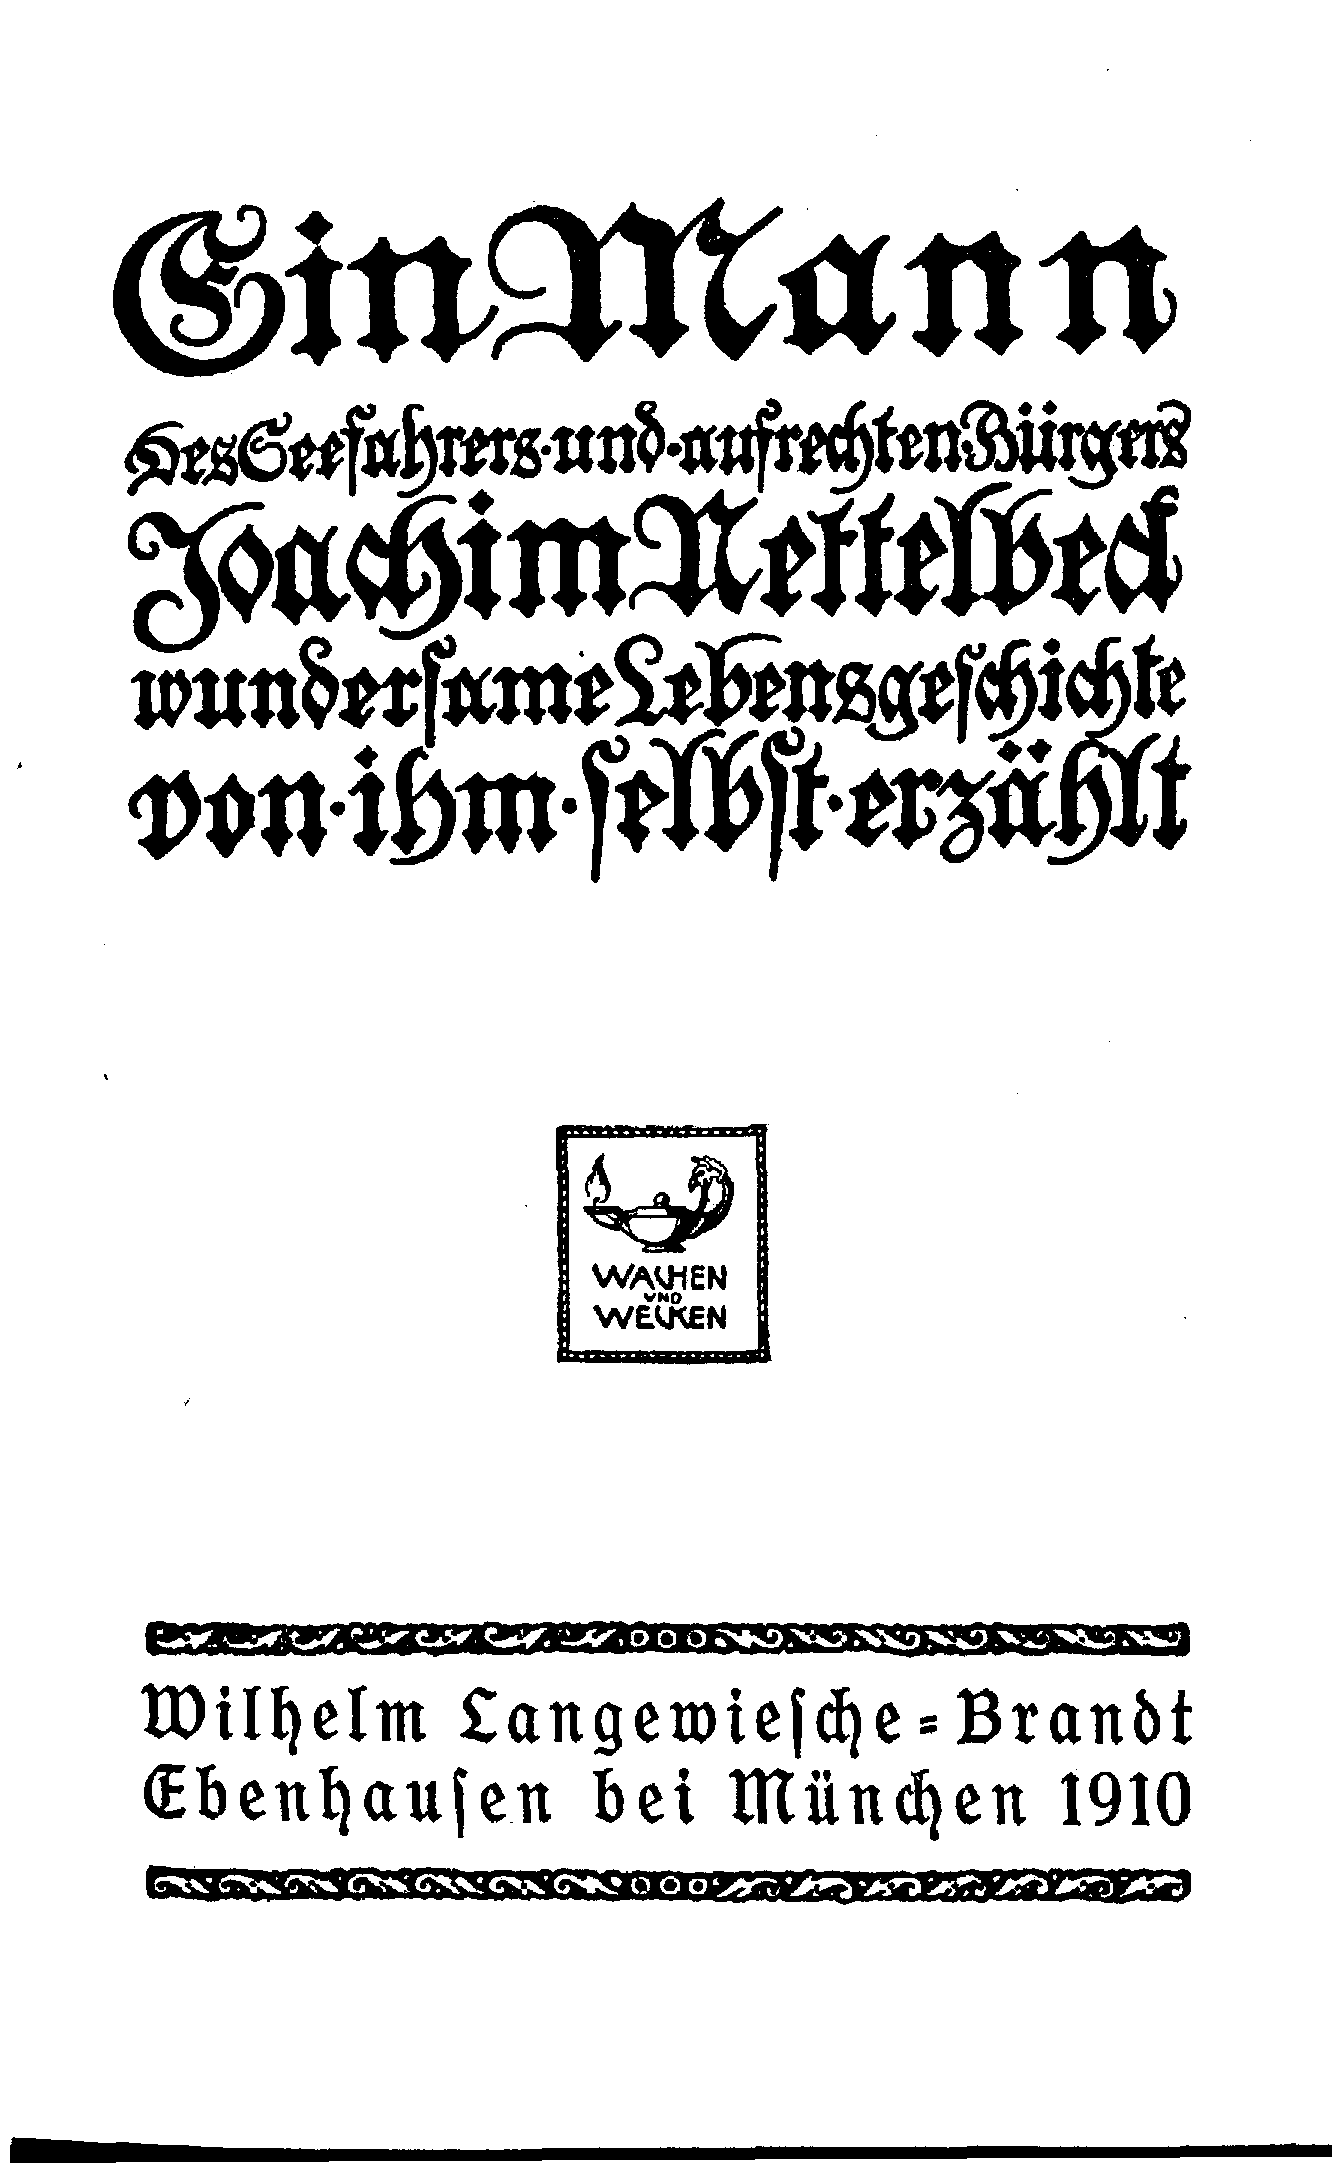 Ein Mann
Des Seefahrers · und · aufrechten · Bürgers
Joachim Nettelbeck
wundersame Lebensgeschichte
von · ihm · selbst · erzählt
WACHEN
UND
WECKEN
Wilhelm Langewiesche-Brandt
Ebenhausen bei München 1910